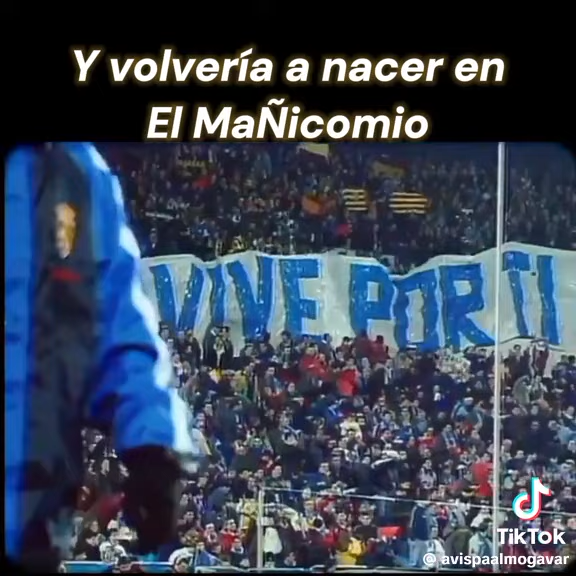 Y volvería a nacer en
El MaÑicomio
VIVE POR TI
TikTok
@ avispaalmogavar